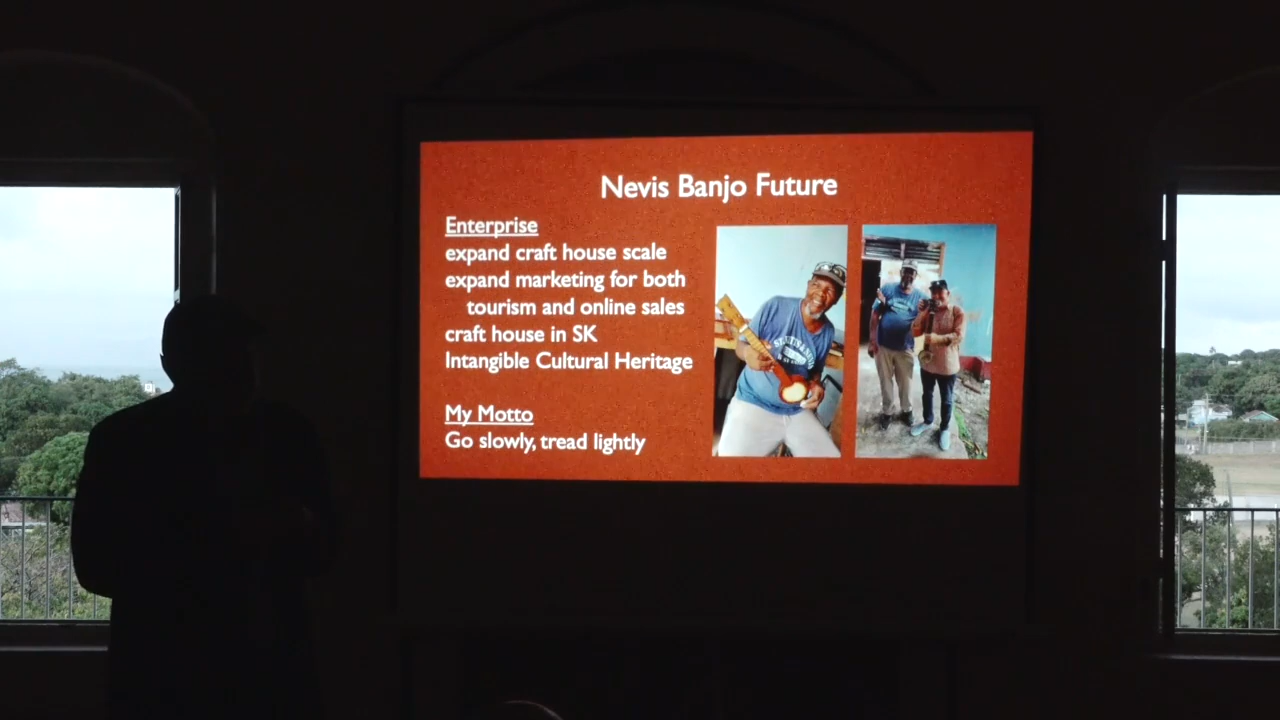 Nevis Banjo Future
Enterprise
expand craft house scale
expand marketing for both
tourism and online sales
craft house in SK
Intangible Cultural Heritage
My Motto
Go slowly, tread lightly